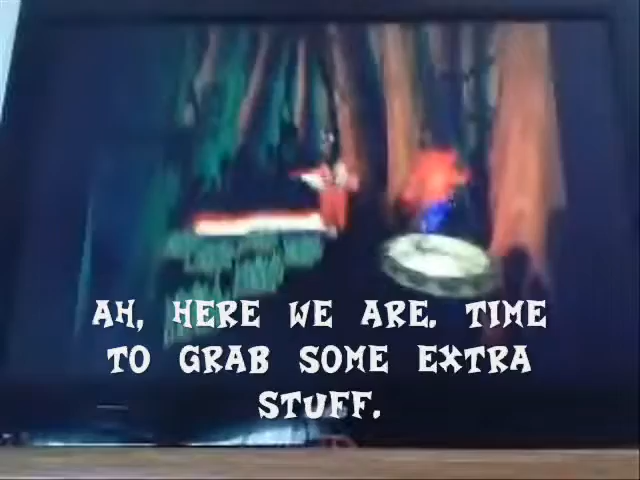 AH, HERE WE ARE. TIME
TO GRAB SOME EXTRA
STUFF.